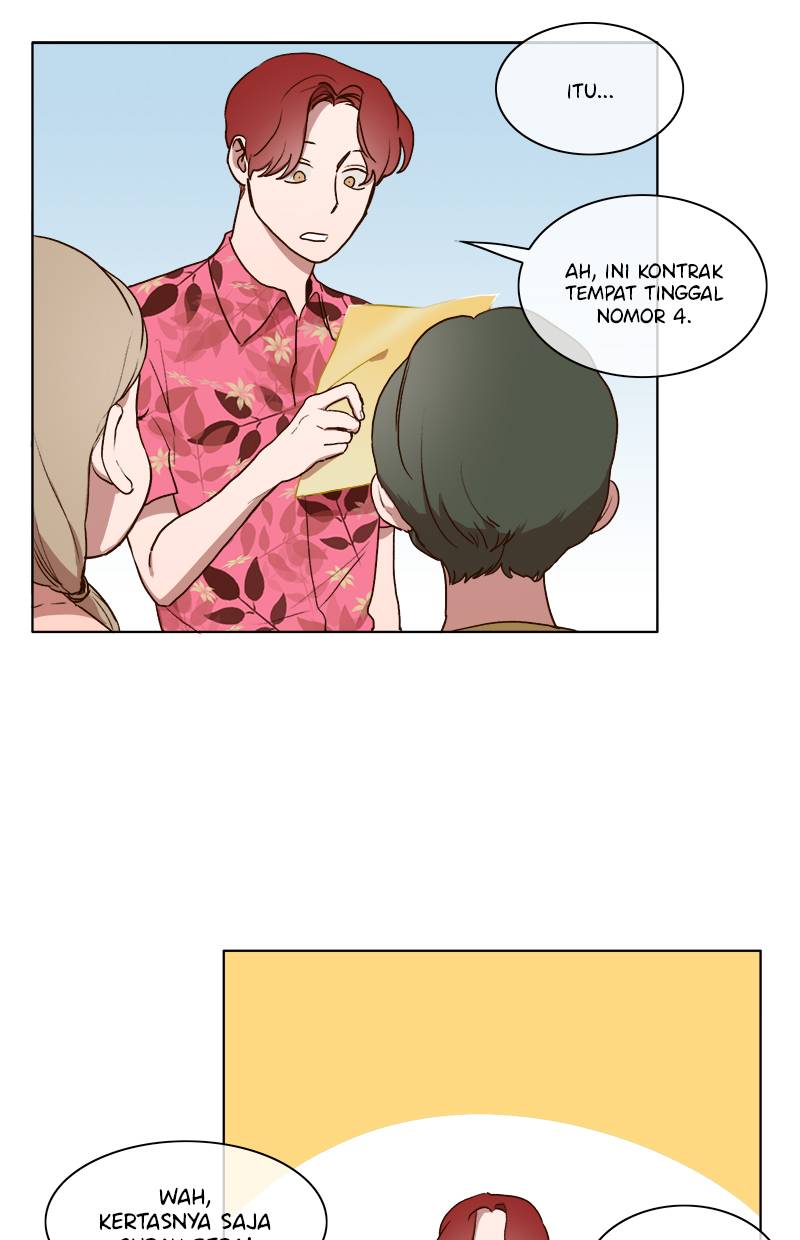 ITU...
AH, INI KONTRAK
TEMPAT TINGGAL
NOMOR 4.
WAH,
KERTASNYA SAJA